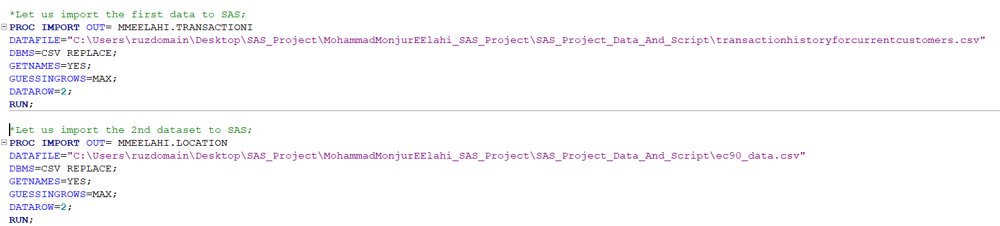 *Let us import the first data to SAS;
PROC IMPORT OUT= MMEELAHI.TRANSACTIONI
DATAFILE="C:\Users\ruzdomain\Desktop\SAS_Project\MohammadMonjurEElahi_SAS_Project\SAS_Project_Data_And_Script\transactionhistoryforcurrentcustomers.csv"
DBMS=CSV REPLACE;
GETNAMES=YES;
GUESSINGROWS=MAX;
DATAROW=2;
RUN;
*Let us import the 2nd dataset to SAS;
PROC IMPORT OUT= MMEELAHI.LOCATION
DATAFILE="C:\Users\ruzdomain\Desktop\SAS_Project\MohammadMonjurEElahi_SAS_Project\SAS_Project_Data_And_Script\ec90_data.csv"
DBMS=CSV REPLACE;
GETNAMES=YES;
GUESSINGROWS=MAX;
DATAROW=2;
RUN;